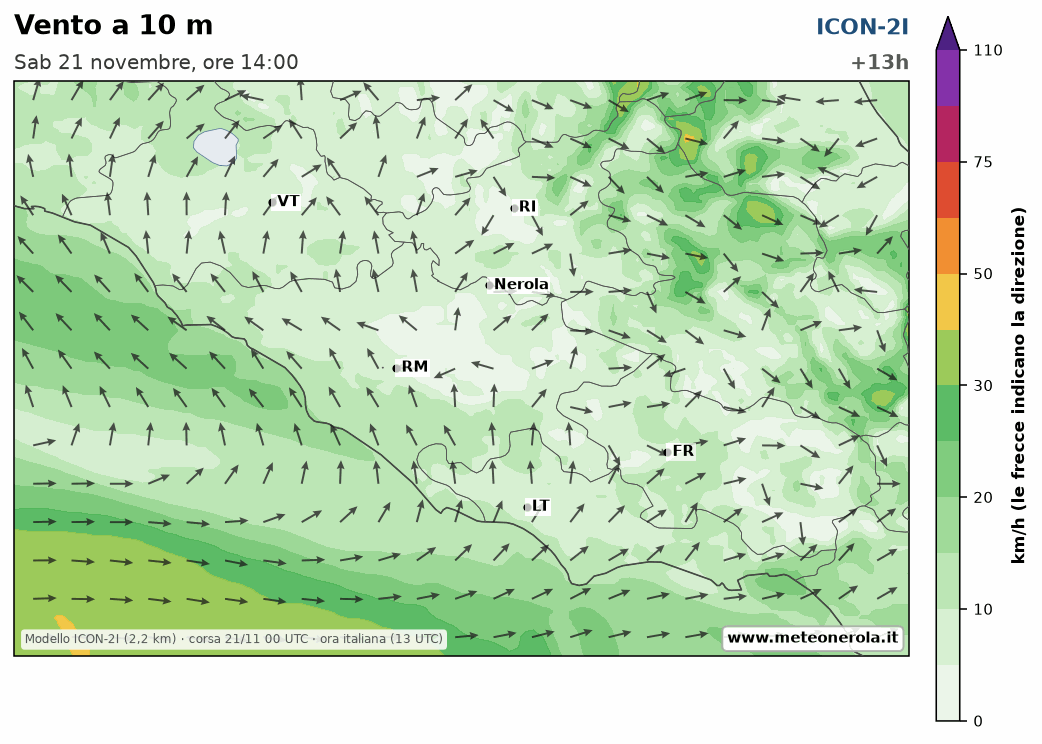 Vento a 10 m
ICON-2I
Sab 21 novembre, ore 14:00
+13h
VT
RI
Nerola
RM
FR
LT
Modello ICON-2I (2,2 km) · corsa 21/11 00 UTC · ora italiana (13 UTC)
www.meteonerola.it
110
75
50
30
20
10
0
km/h (le frecce indicano la direzione)